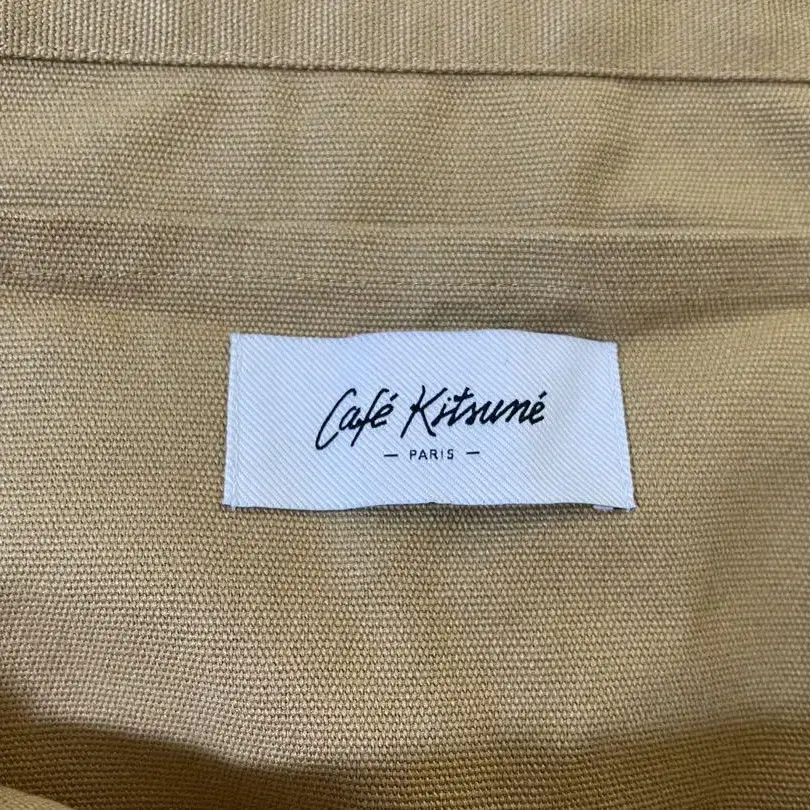 Café Kitsuné
— PARIS —